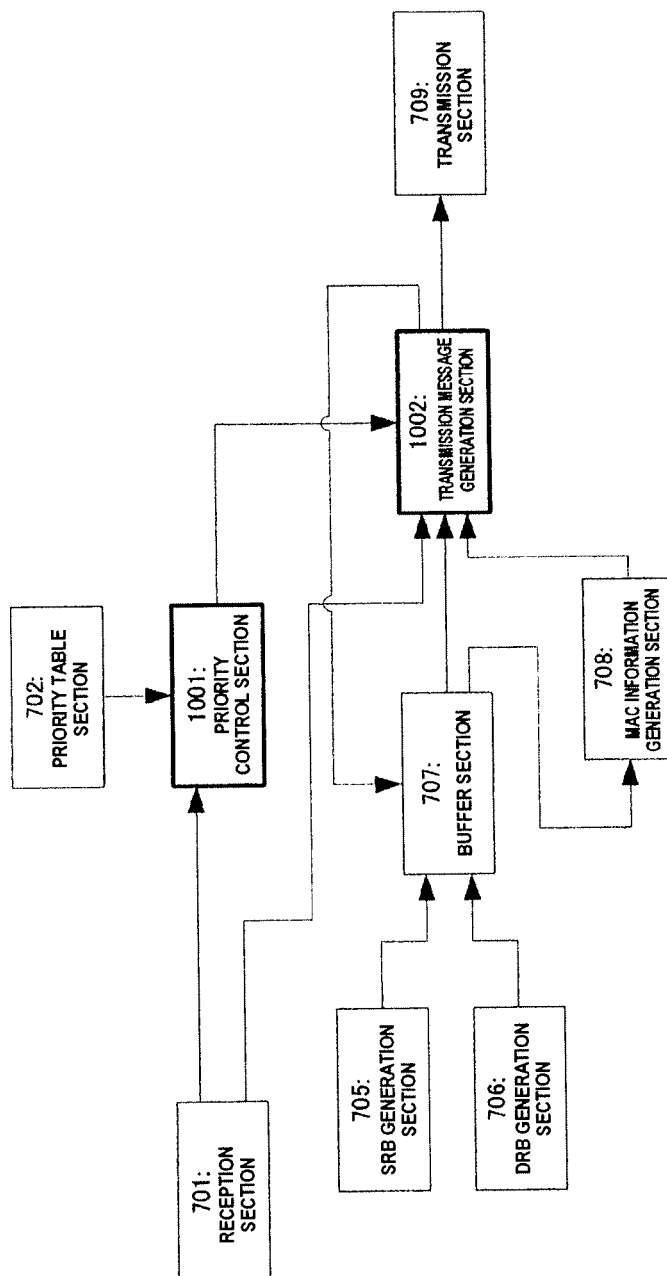 701:
RECEPTION
SECTION
702:
PRIORITY TABLE
SECTION
1001:
PRIORITY
CONTROL SECTION
705:
SRB GENERATION
SECTION
706:
DRB GENERATION
SECTION
707:
BUFFER SECTION
708:
MAC INFORMATION
GENERATION SECTION
1002:
TRANSMISSION MESSAGE
GENERATION SECTION
709:
TRANSMISSION
SECTION